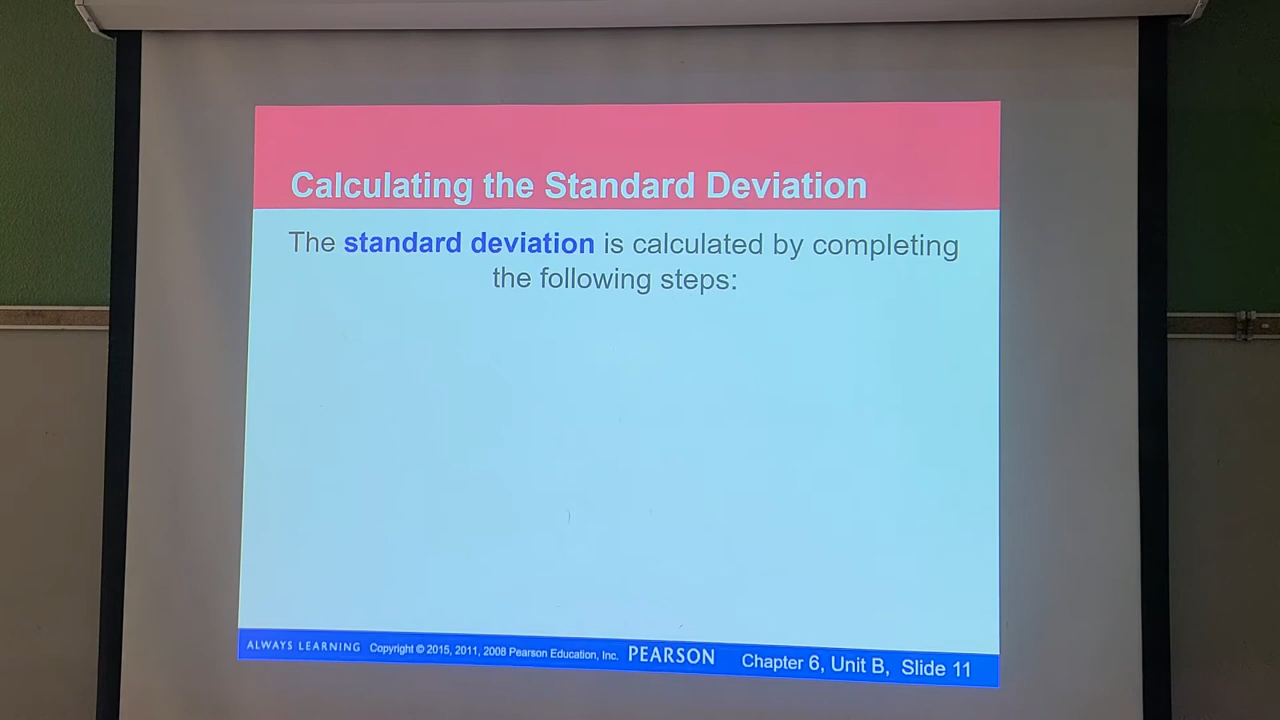 Calculating the Standard Deviation
The standard deviation is calculated by completing
the following steps:
ALWAYS LEARNING Copyright © 2015, 2011, 2008 Pearson Education, Inc. PEARSON Chapter 6, Unit B, Slide 11